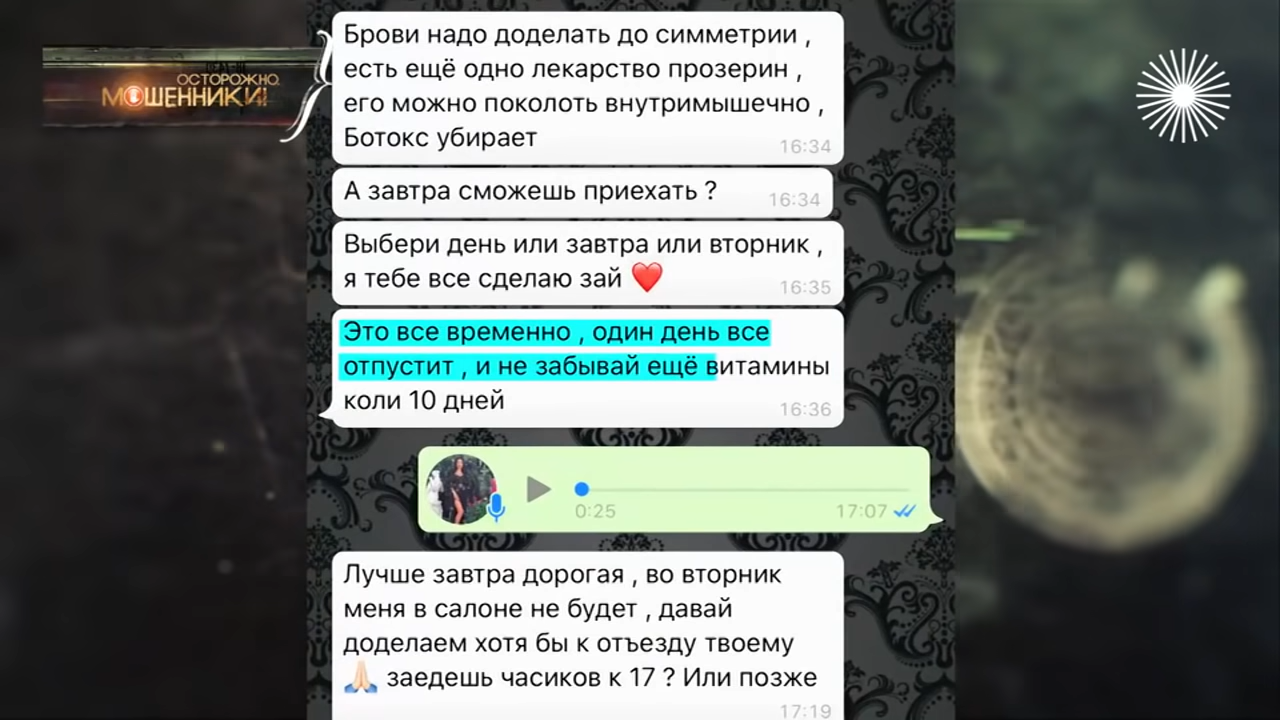 ОСТОРОЖНО,
МОШЕННИКИ!
Брови надо доделать до симметрии ,
есть ещё одно лекарство прозерин ,
его можно поколоть внутримышечно ,
Ботокс убирает
16:34
А завтра сможешь приехать ?
16:34
Выбери день или завтра или вторник ,
я тебе все сделаю зай ❤️
16:35
Это все временно , один день все
отпустит , и не забывай ещё витамины
коли 10 дней
16:36
0:25
17:07
Лучше завтра дорогая , во вторник
меня в салоне не будет , давай
доделаем хотя бы к отъезду твоему
🙏🏻 заедешь часиков к 17 ? Или позже
17:19